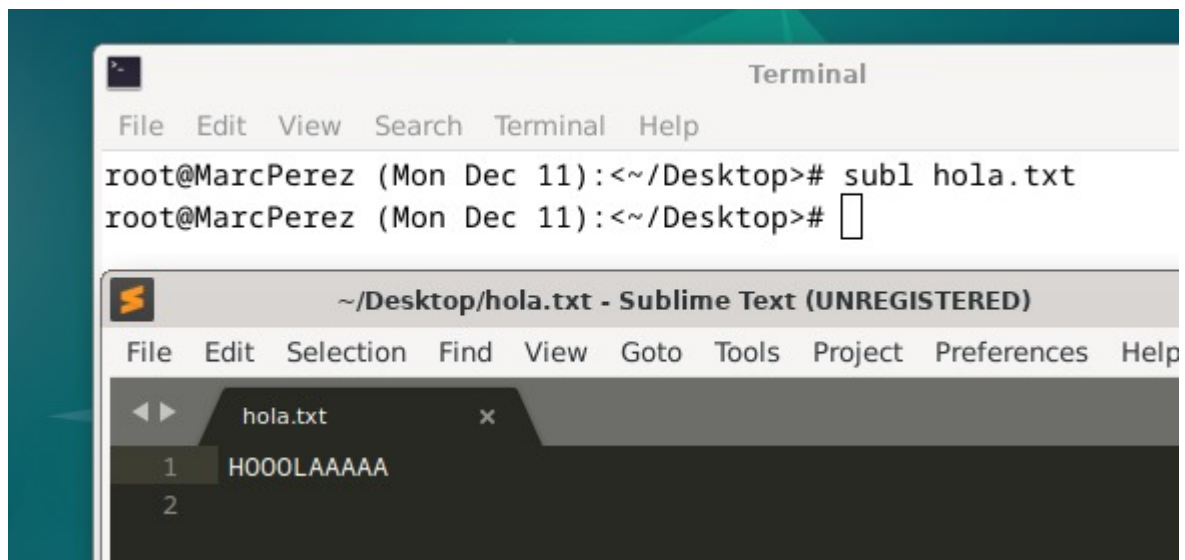 Terminal
File Edit View Search Terminal Help
root@MarcPerez (Mon Dec 11):<~/Desktop># subl hola.txt
root@MarcPerez (Mon Dec 11):<~/Desktop>#
~/Desktop/hola.txt - Sublime Text (UNREGISTERED)
File Edit Selection Find View Goto Tools Project Preferences Help
hola.txt
1 HOOOLAAAAA
2